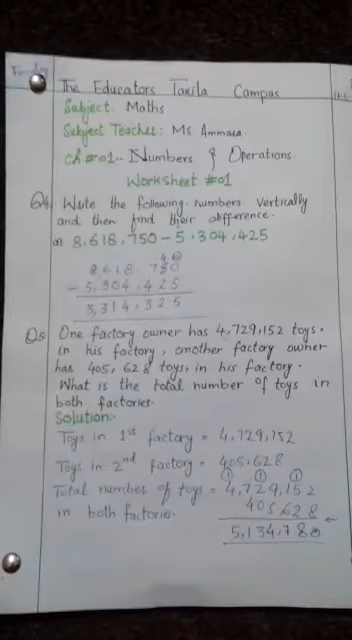 The Educators Taxila Campus
Subject: Maths
Subject Teacher: Ms Ammara.
Ch #01:- Numbers & Operations
Worksheet #01
Q4 Write the following numbers vertically
and then find their difference.
a) 8,618,750 - 5,304,425
4 10
8,618,750
- 5,304,425
3,314,325
Q5 One factory owner has 4,729,152 toys,
in his factory, another factory owner
has 405,628 toys, in his factory.
What is the total number of toys in
both factories.
Solution:-
Toys in 1st factory = 4,729,152
Toys in 2nd factory = 405,628
1 1 1
Total number of toys = 4,729,152
in both factories. 405,628
5,134,780